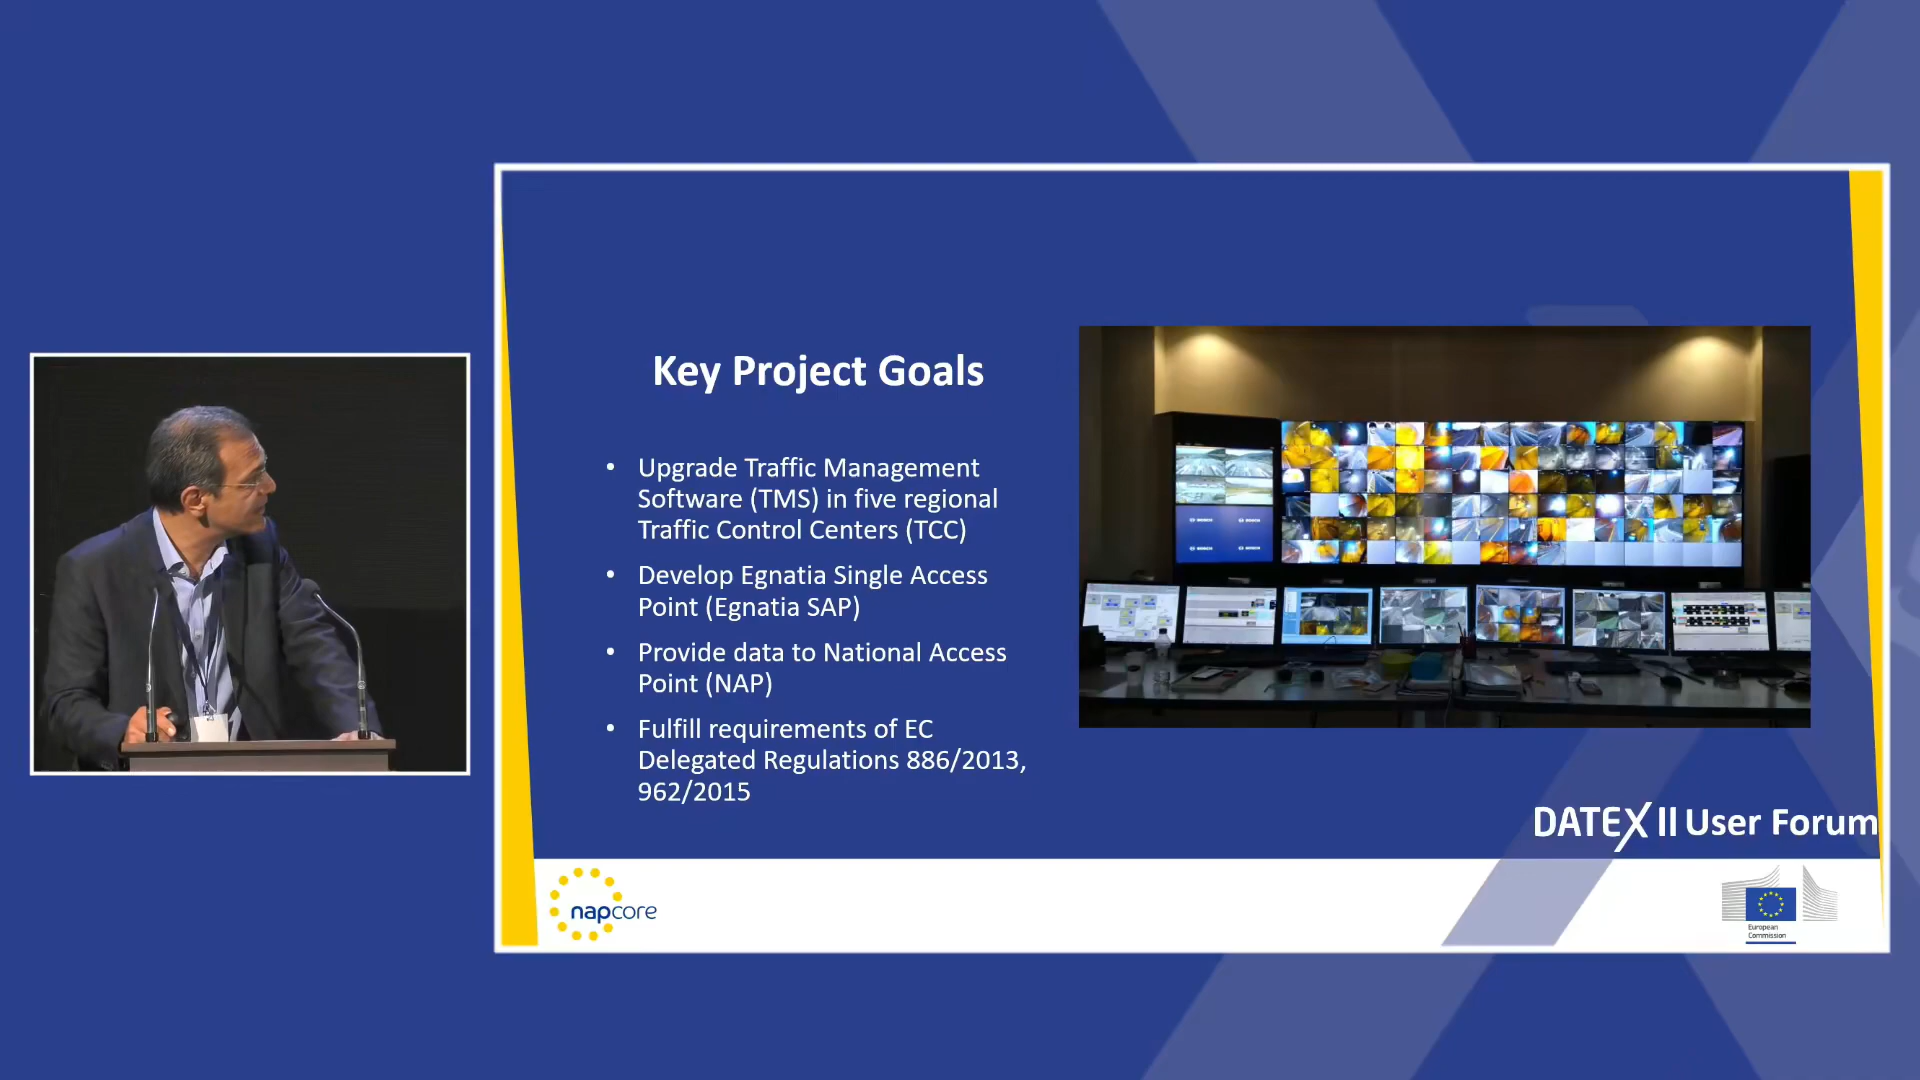 Key Project Goals
• Upgrade Traffic Management
Software (TMS) in five regional
Traffic Control Centers (TCC)
• Develop Egnatia Single Access
Point (Egnatia SAP)
• Provide data to National Access
Point (NAP)
• Fulfill requirements of EC
Delegated Regulations 886/2013,
962/2015
DATEX II User Forum
napcore
European
Commission